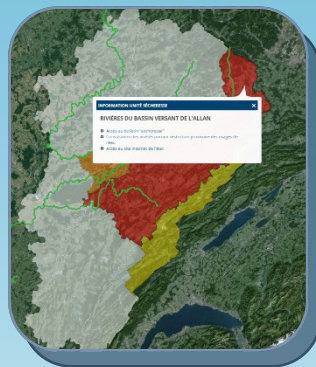 INFORMATION UNITÉ SÉCHERESSE
RIVIÈRES DU BASSIN VERSANT DE L'ALLAN
Accès au bulletin "sécheresse"
Consultation des arrêtés portant restriction provisoire des usages de
l'eau
Accès au site internet de l'état